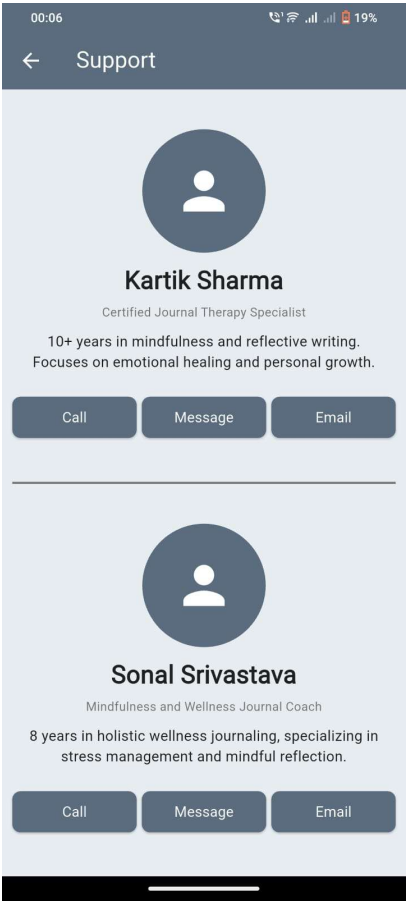 00:06
19%
Support
Kartik Sharma
Certified Journal Therapy Specialist
10+ years in mindfulness and reflective writing.
Focuses on emotional healing and personal growth.
Call Message Email
Sonal Srivastava
Mindfulness and Wellness Journal Coach
8 years in holistic wellness journaling, specializing in
stress management and mindful reflection.
Call Message Email